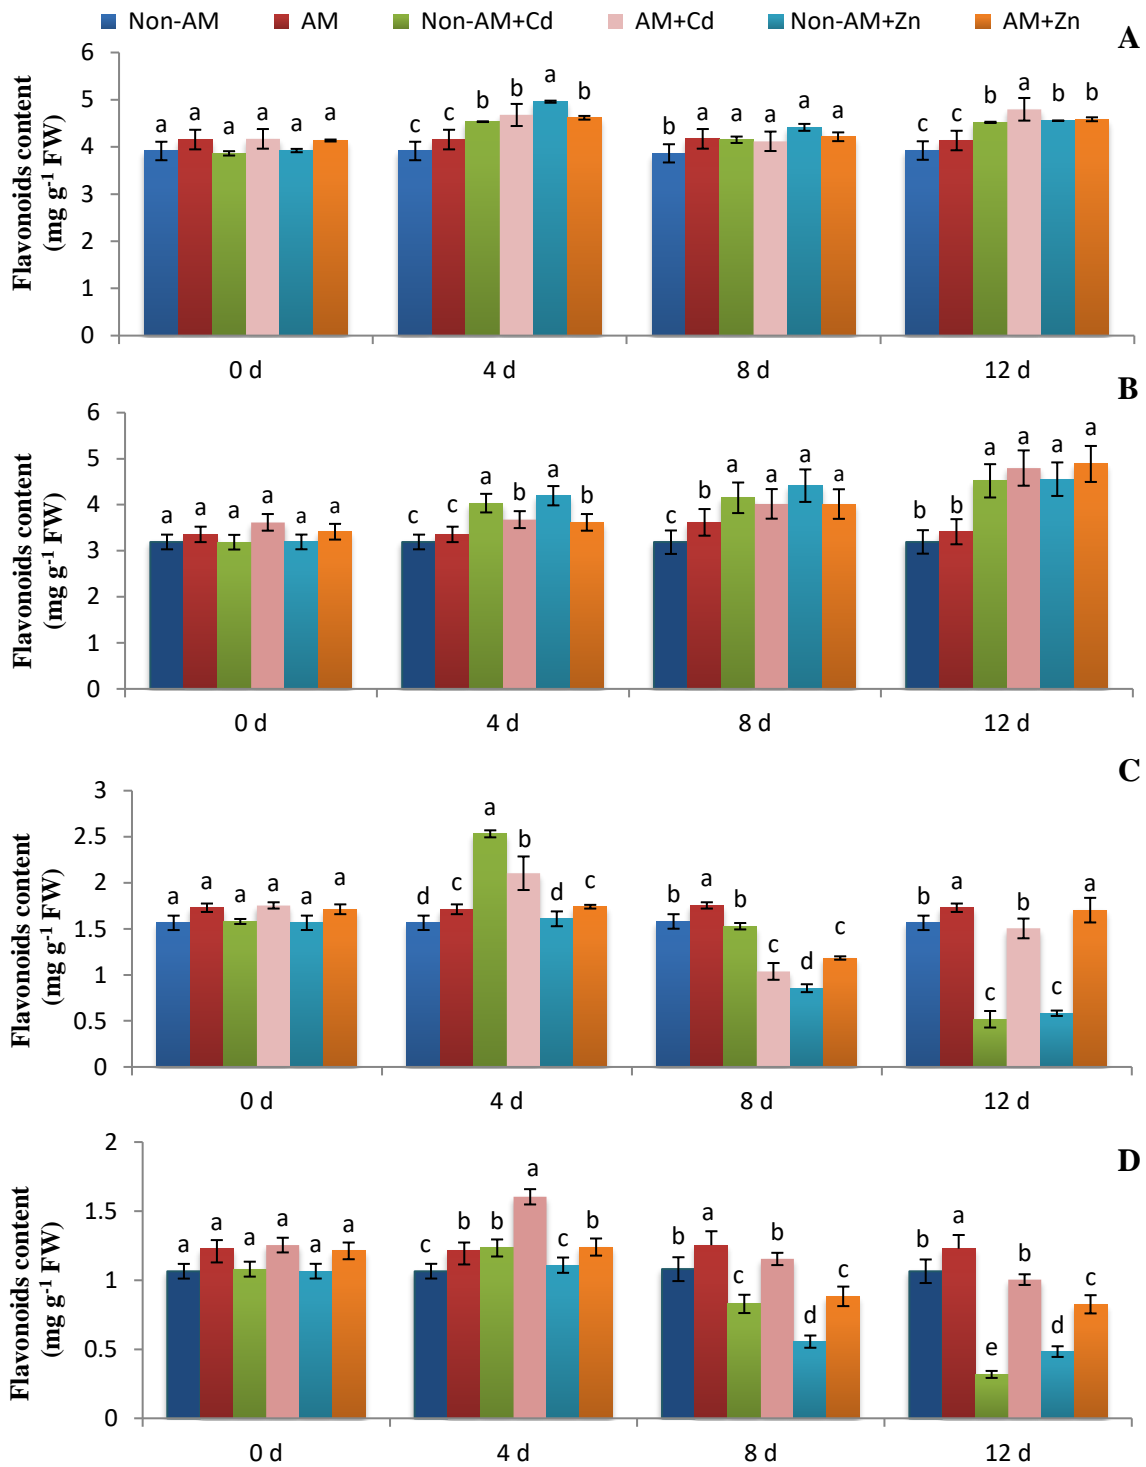 Non-AM AM Non-AM+Cd AM+Cd Non-AM+Zn AM+Zn
A
Flavonoids content
(mg g⁻¹ FW)
6
5
4
3
2
1
0
a a a a a a
c c b b a b
b a a a a a
c c b a b b
0 d 4 d 8 d 12 d
B
Flavonoids content
(mg g⁻¹ FW)
6
5
4
3
2
1
0
a a a a a a
c c a b a b
c b a a a a
b b a a a a
0 d 4 d 8 d 12 d
C
Flavonoids content
(mg g⁻¹ FW)
3
2.5
2
1.5
1
0.5
0
a a a a a a
d c a b d c
b a b c d c
b a c b c a
0 d 4 d 8 d 12 d
D
Flavonoids content
(mg g⁻¹ FW)
2
1.5
1
0.5
0
a a a a a a
c b b a c b
b a c b d c
b a e b d c
0 d 4 d 8 d 12 d